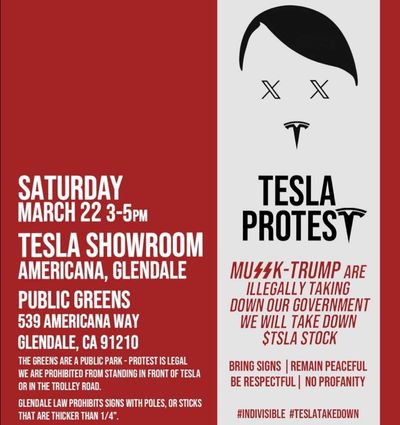 SATURDAY
MARCH 22 3-5PM
TESLA SHOWROOM
AMERICANA, GLENDALE
PUBLIC GREENS
539 AMERICANA WAY
GLENDALE, CA 91210
THE GREENS ARE A PUBLIC PARK - PROTEST IS LEGAL
WE ARE PROHIBITED FROM STANDING IN FRONT OF TESLA
OR IN THE TROLLEY ROAD.
GLENDALE LAW PROHIBITS SIGNS WITH POLES, OR STICKS
THAT ARE THICKER THAN 1/4".
X X
T
TESLA
PROTEST
MUSSK-TRUMP ARE
ILLEGALLY TAKING
DOWN OUR GOVERNMENT
WE WILL TAKE DOWN
$TSLA STOCK
BRING SIGNS | REMAIN PEACEFUL
BE RESPECTFUL | NO PROFANITY
#INDIVISIBLE #TESLATAKEDOWN